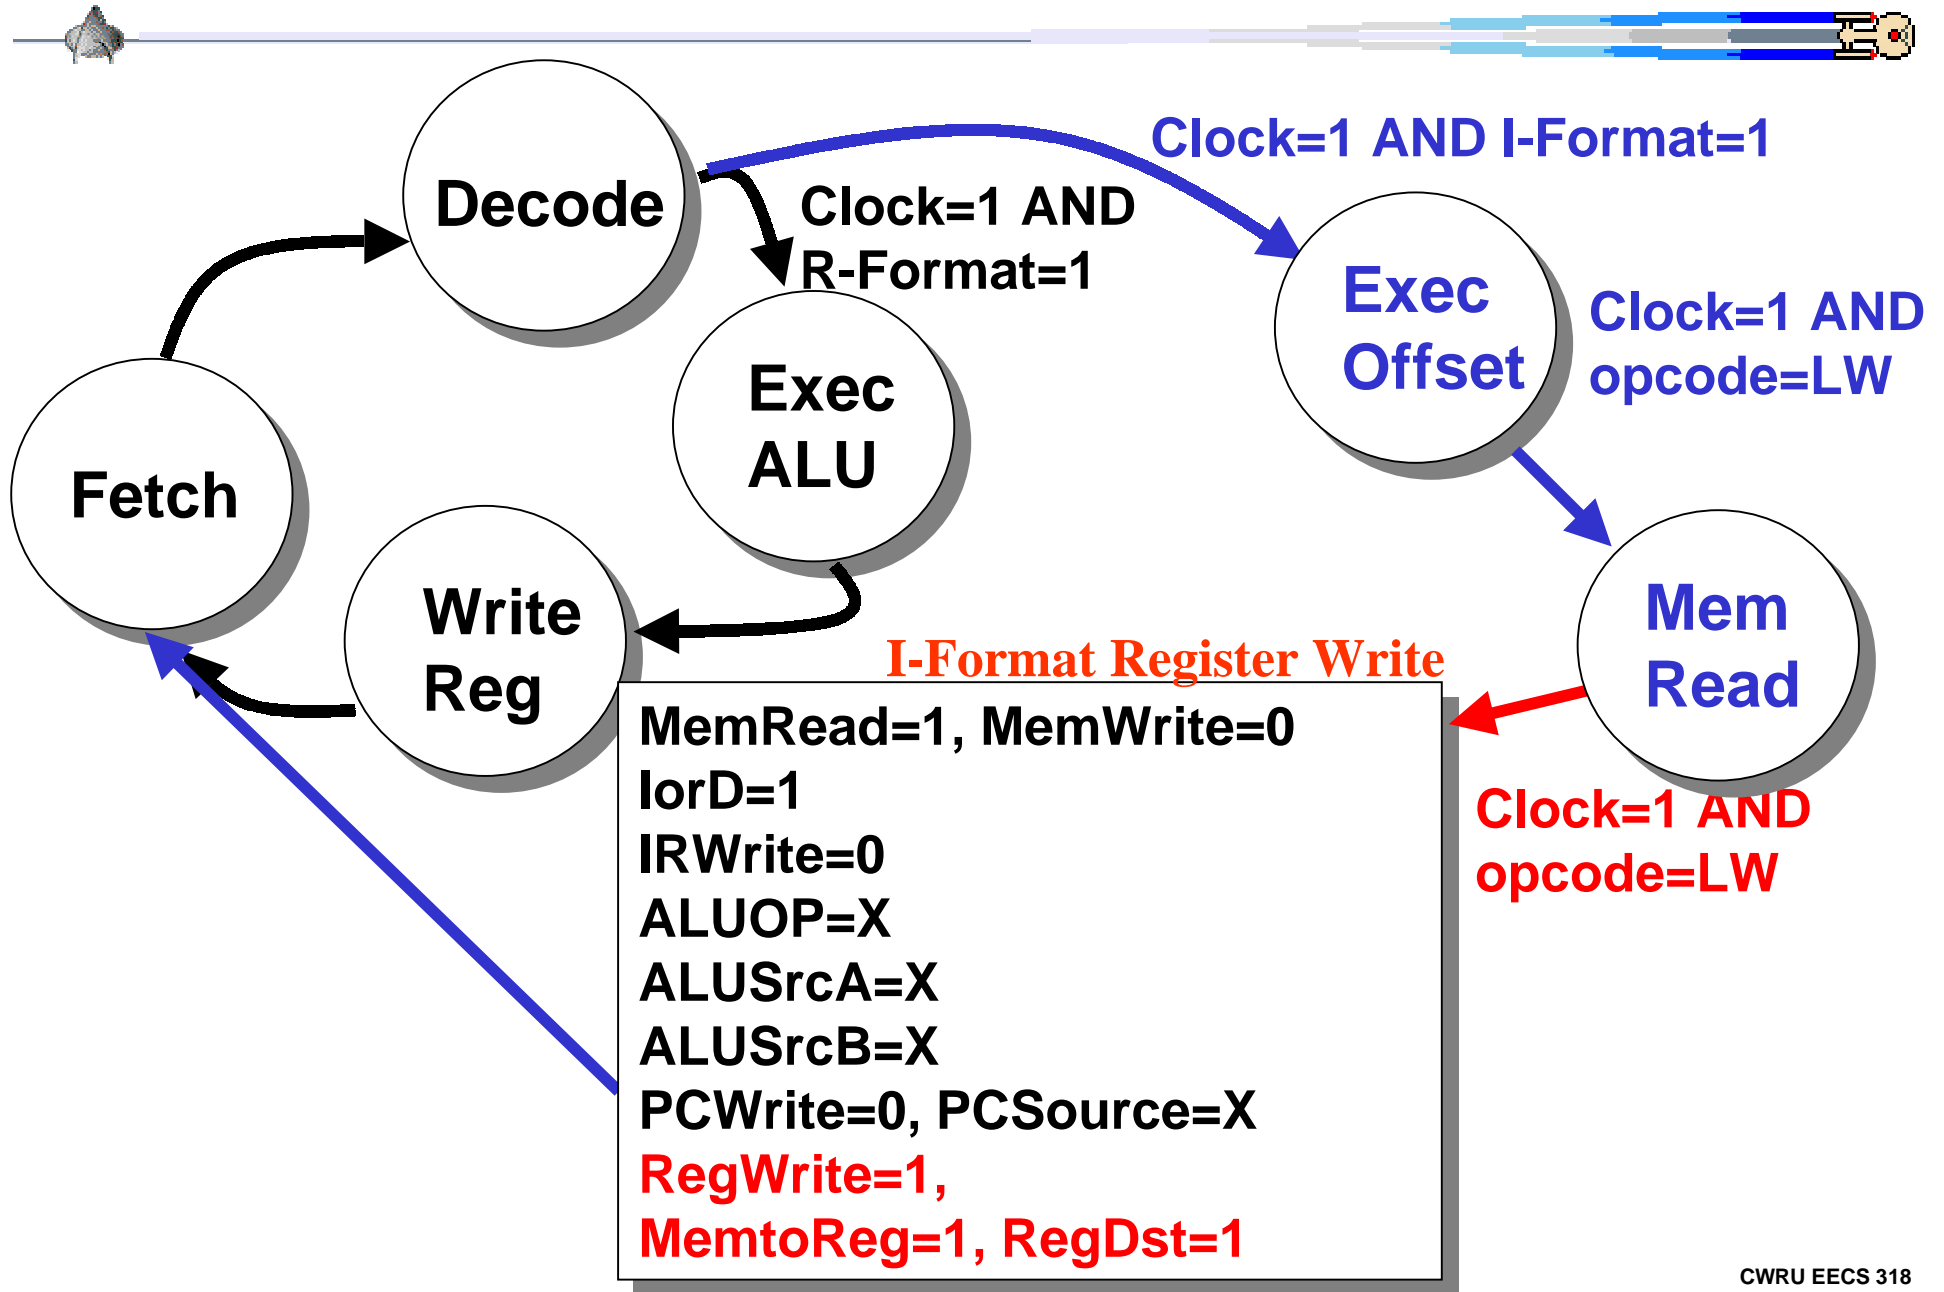 Clock=1 AND I-Format=1
Decode
Clock=1 AND
R-Format=1
Exec
Offset
Clock=1 AND
opcode=LW
Exec
ALU
Fetch
Write
Reg
Mem
Read
I-Format Register Write
MemRead=1, MemWrite=0
IorD=1
IRWrite=0
ALUOP=X
ALUSrcA=X
ALUSrcB=X
PCWrite=0, PCSource=X
RegWrite=1,
MemtoReg=1, RegDst=1
Clock=1 AND
opcode=LW
CWRU EECS 318